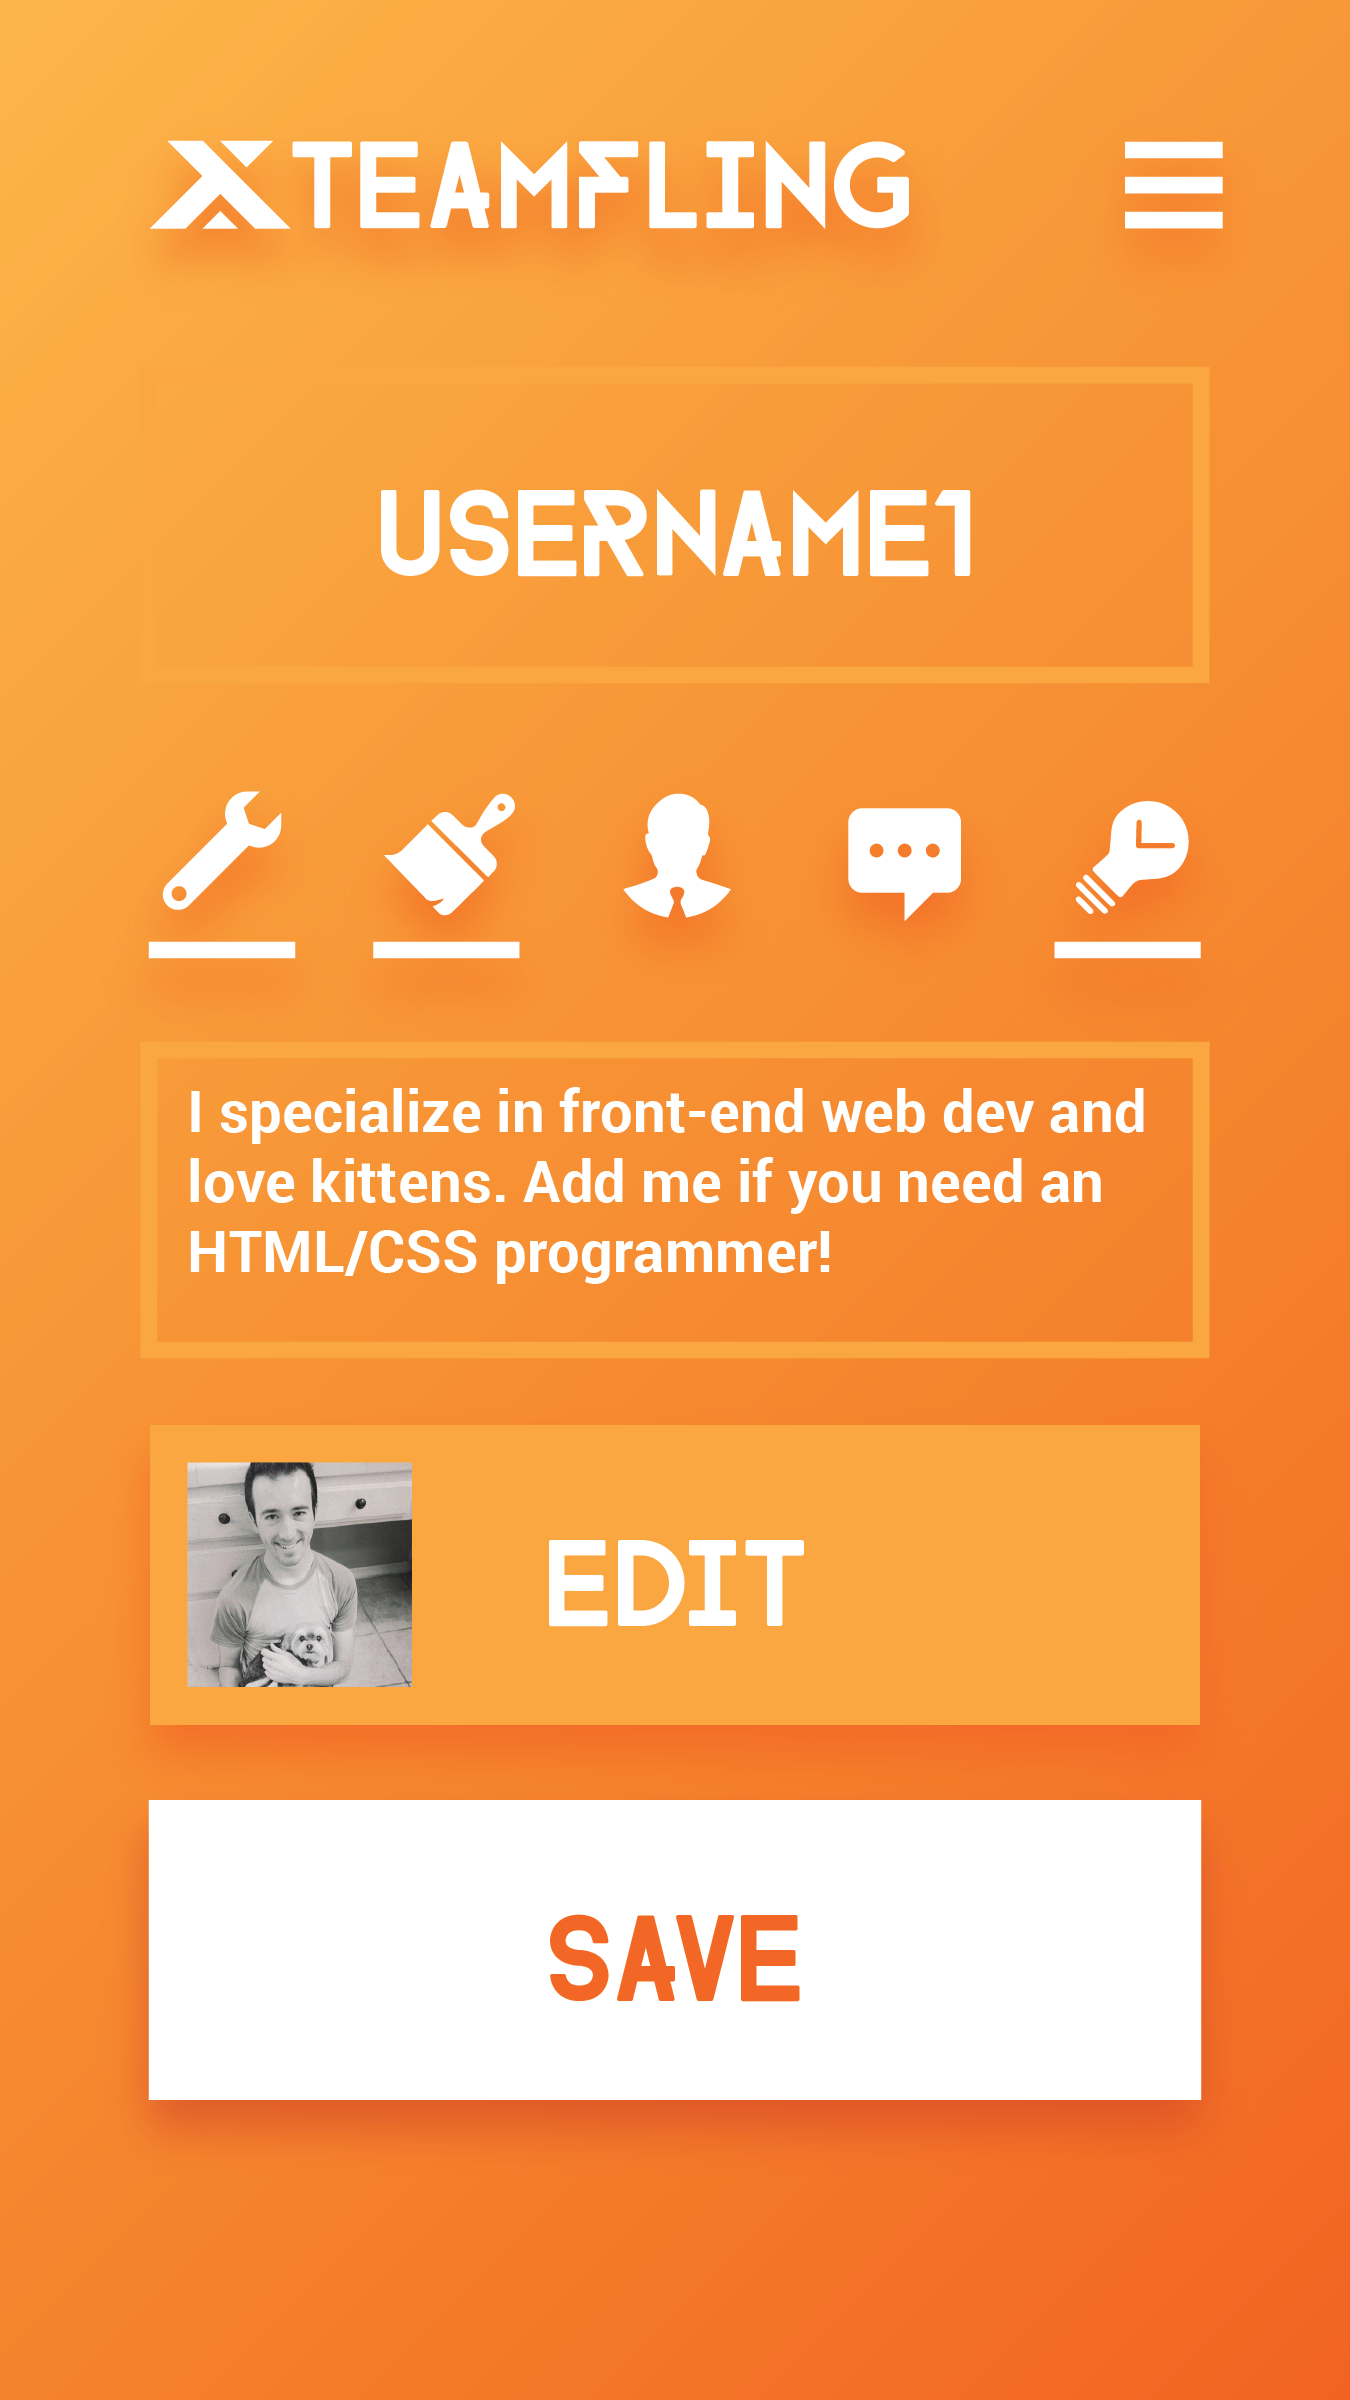 TEAMFLING
USERNAME1
I specialize in front-end web dev and
love kittens. Add me if you need an
HTML/CSS programmer!
EDIT
SAVE